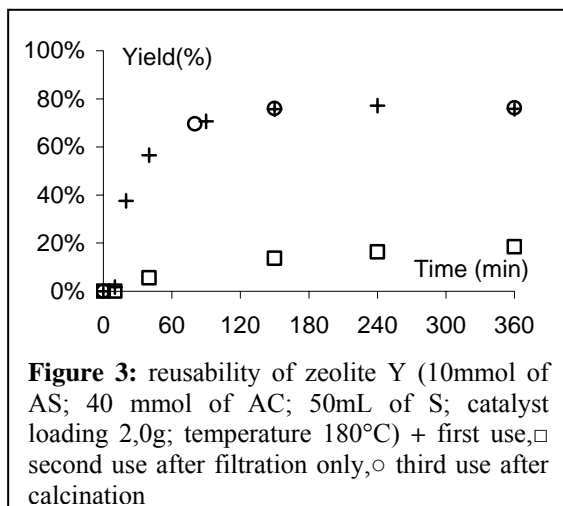 100%
Yield(%)
80%
60%
40%
20%
Time (min)
0%
0 60 120 180 240 300 360
Figure 3: reusability of zeolite Y (10mmol of
AS; 40 mmol of AC; 50mL of S; catalyst
loading 2,0g; temperature 180°C) + first use,□
second use after filtration only,○ third use after
calcination